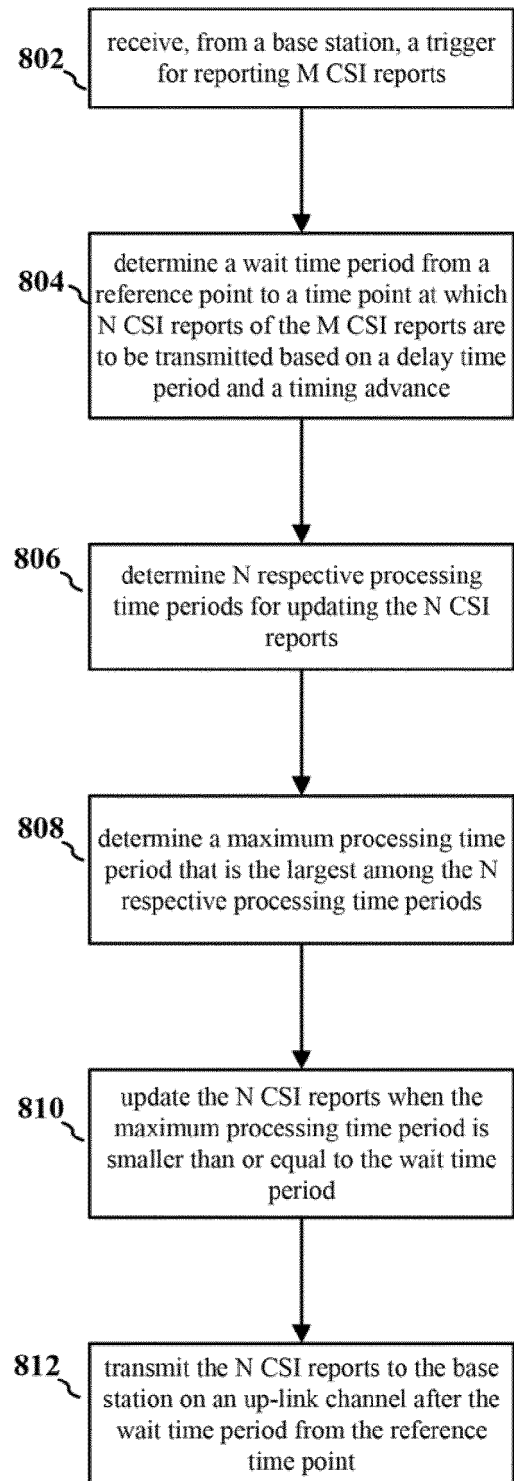 802
receive, from a base station, a trigger
for reporting M CSI reports
804
determine a wait time period from a
reference point to a time point at which
N CSI reports of the M CSI reports are
to be transmitted based on a delay time
period and a timing advance
806
determine N respective processing
time periods for updating the N CSI
reports
808
determine a maximum processing time
period that is the largest among the N
respective processing time periods
810
update the N CSI reports when the
maximum processing time period is
smaller than or equal to the wait time
period
812
transmit the N CSI reports to the base
station on an up-link channel after the
wait time period from the reference
time point